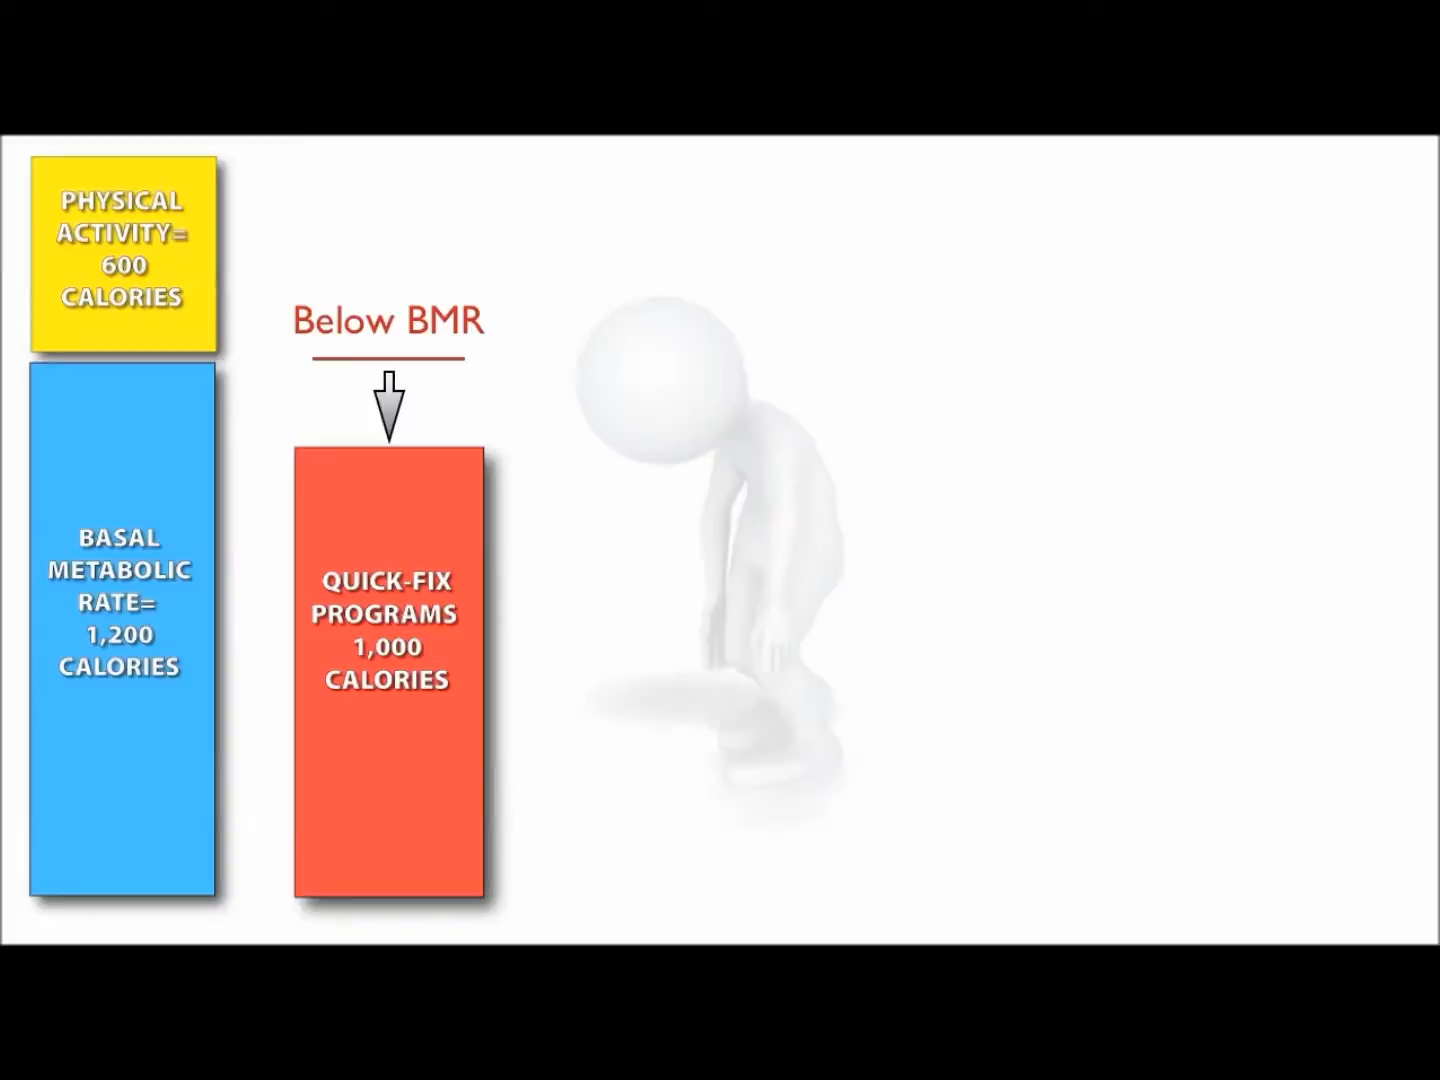 PHYSICAL
ACTIVITY=
600
CALORIES
Below BMR
BASAL
METABOLIC
RATE=
1,200
CALORIES
QUICK-FIX
PROGRAMS
1,000
CALORIES